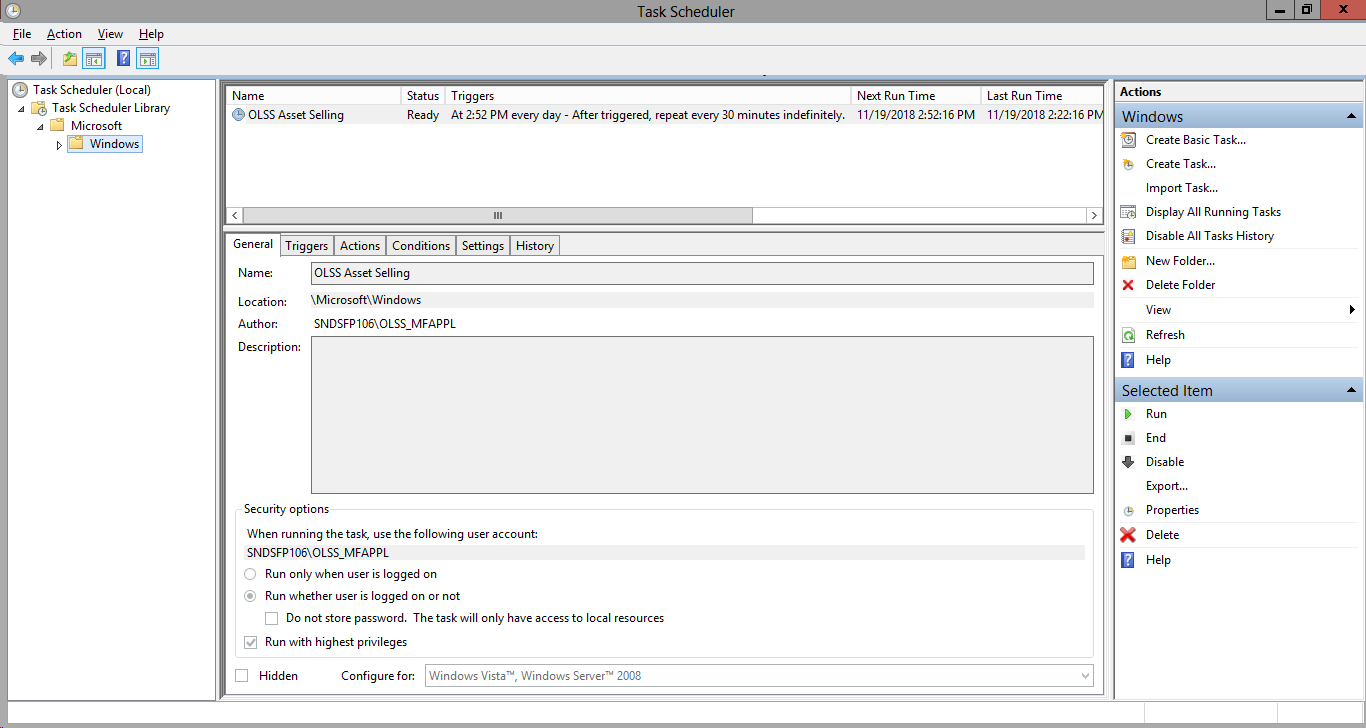 Task Scheduler
File Action View Help
Task Scheduler (Local)
Task Scheduler Library
Microsoft
Windows
Name Status Triggers Next Run Time Last Run Time
OLSS Asset Selling Ready At 2:52 PM every day - After triggered, repeat every 30 minutes indefinitely. 11/19/2018 2:52:16 PM 11/19/2018 2:22:16 PM
General Triggers Actions Conditions Settings History
Name: OLSS Asset Selling
Location: \Microsoft\Windows
Author: SNDSFP106\OLSS_MFAPPL
Description:
Security options
When running the task, use the following user account:
SNDSFP106\OLSS_MFAPPL
Run only when user is logged on
Run whether user is logged on or not
Do not store password. The task will only have access to local resources
Run with highest privileges
Hidden Configure for: Windows Vista™, Windows Server™ 2008
Actions
Windows
Create Basic Task...
Create Task...
Import Task...
Display All Running Tasks
Disable All Tasks History
New Folder...
Delete Folder
View
Refresh
Help
Selected Item
Run
End
Disable
Export...
Properties
Delete
Help